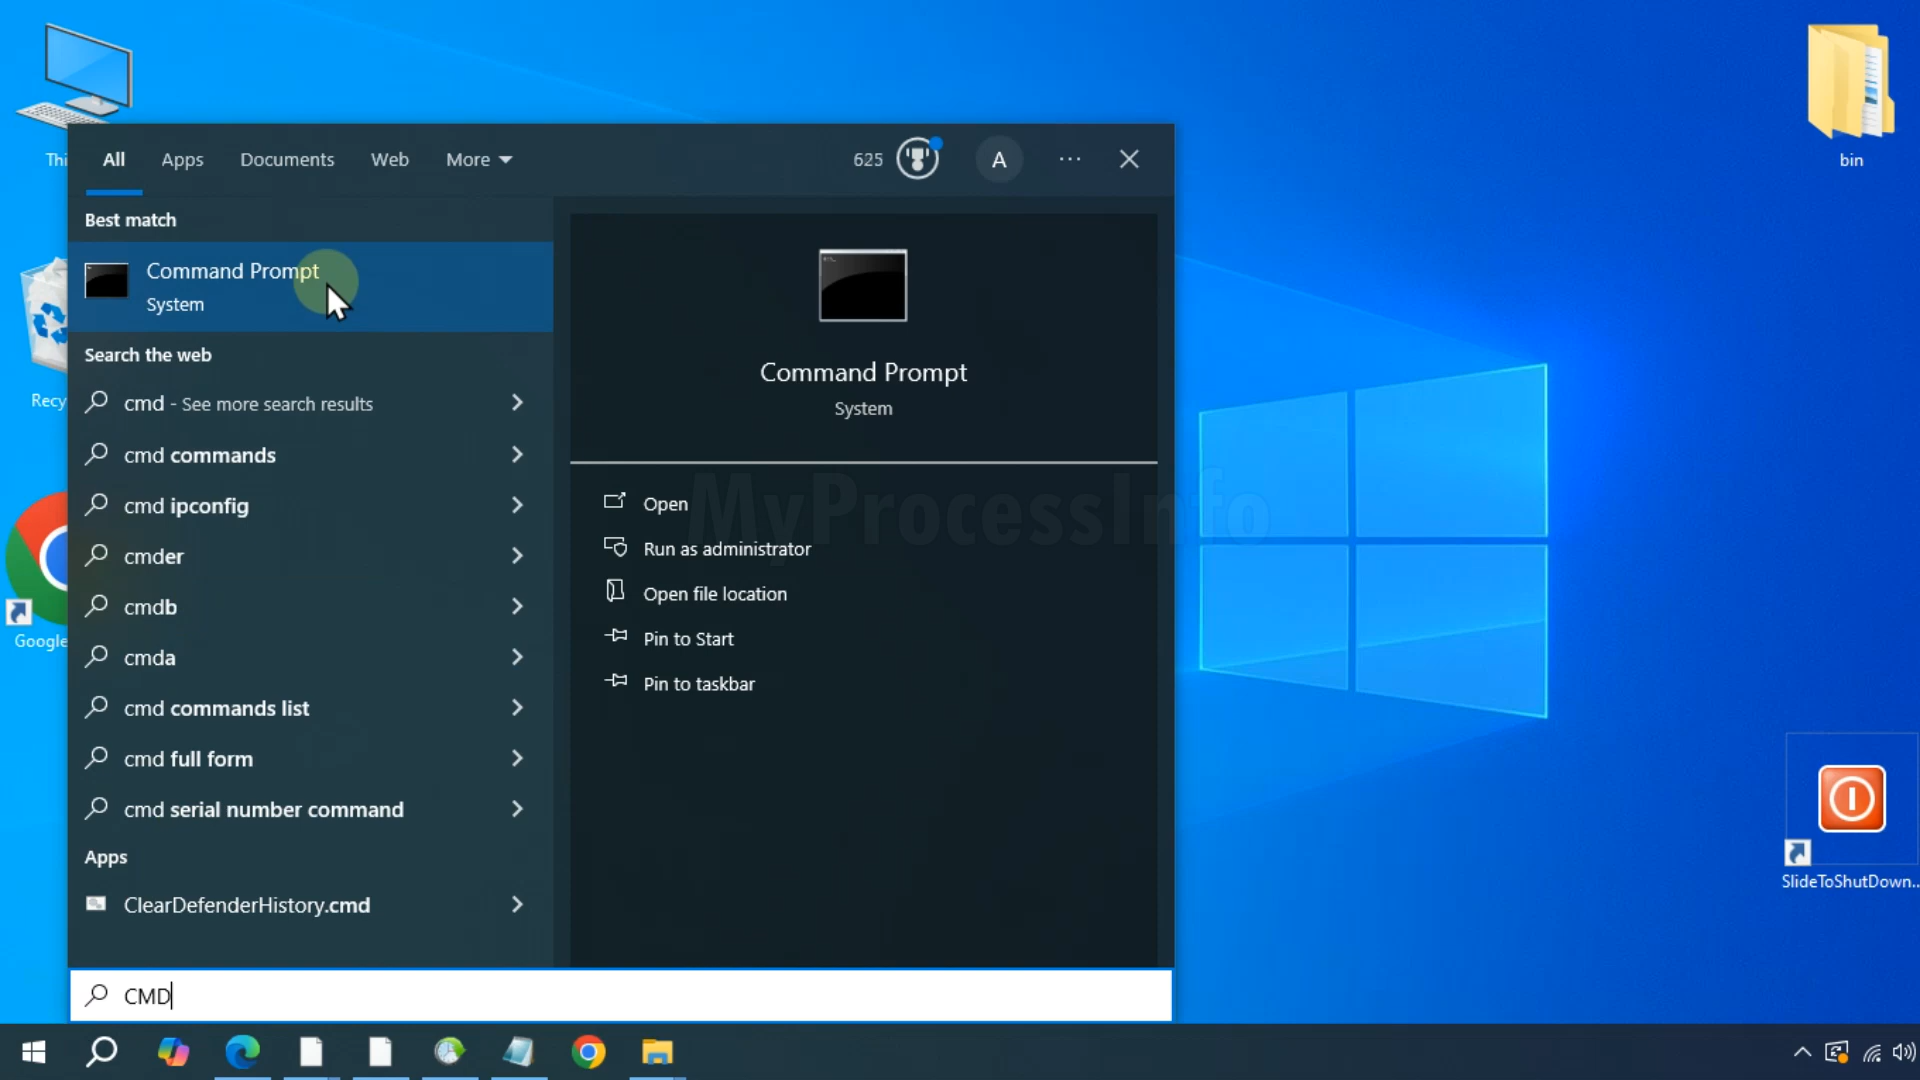 Thi
bin
All Apps Documents Web More 625 A
Best match
Command Prompt
System
Search the web
cmd - See more search results
cmd commands
cmd ipconfig
cmder
cmdb
cmda
cmd commands list
cmd full form
cmd serial number command
Apps
ClearDefenderHistory.cmd
Command Prompt
System
Open
Run as administrator
Open file location
Pin to Start
Pin to taskbar
MyProcessInfo
Recy
Google
SlideToShutDown...
CMD